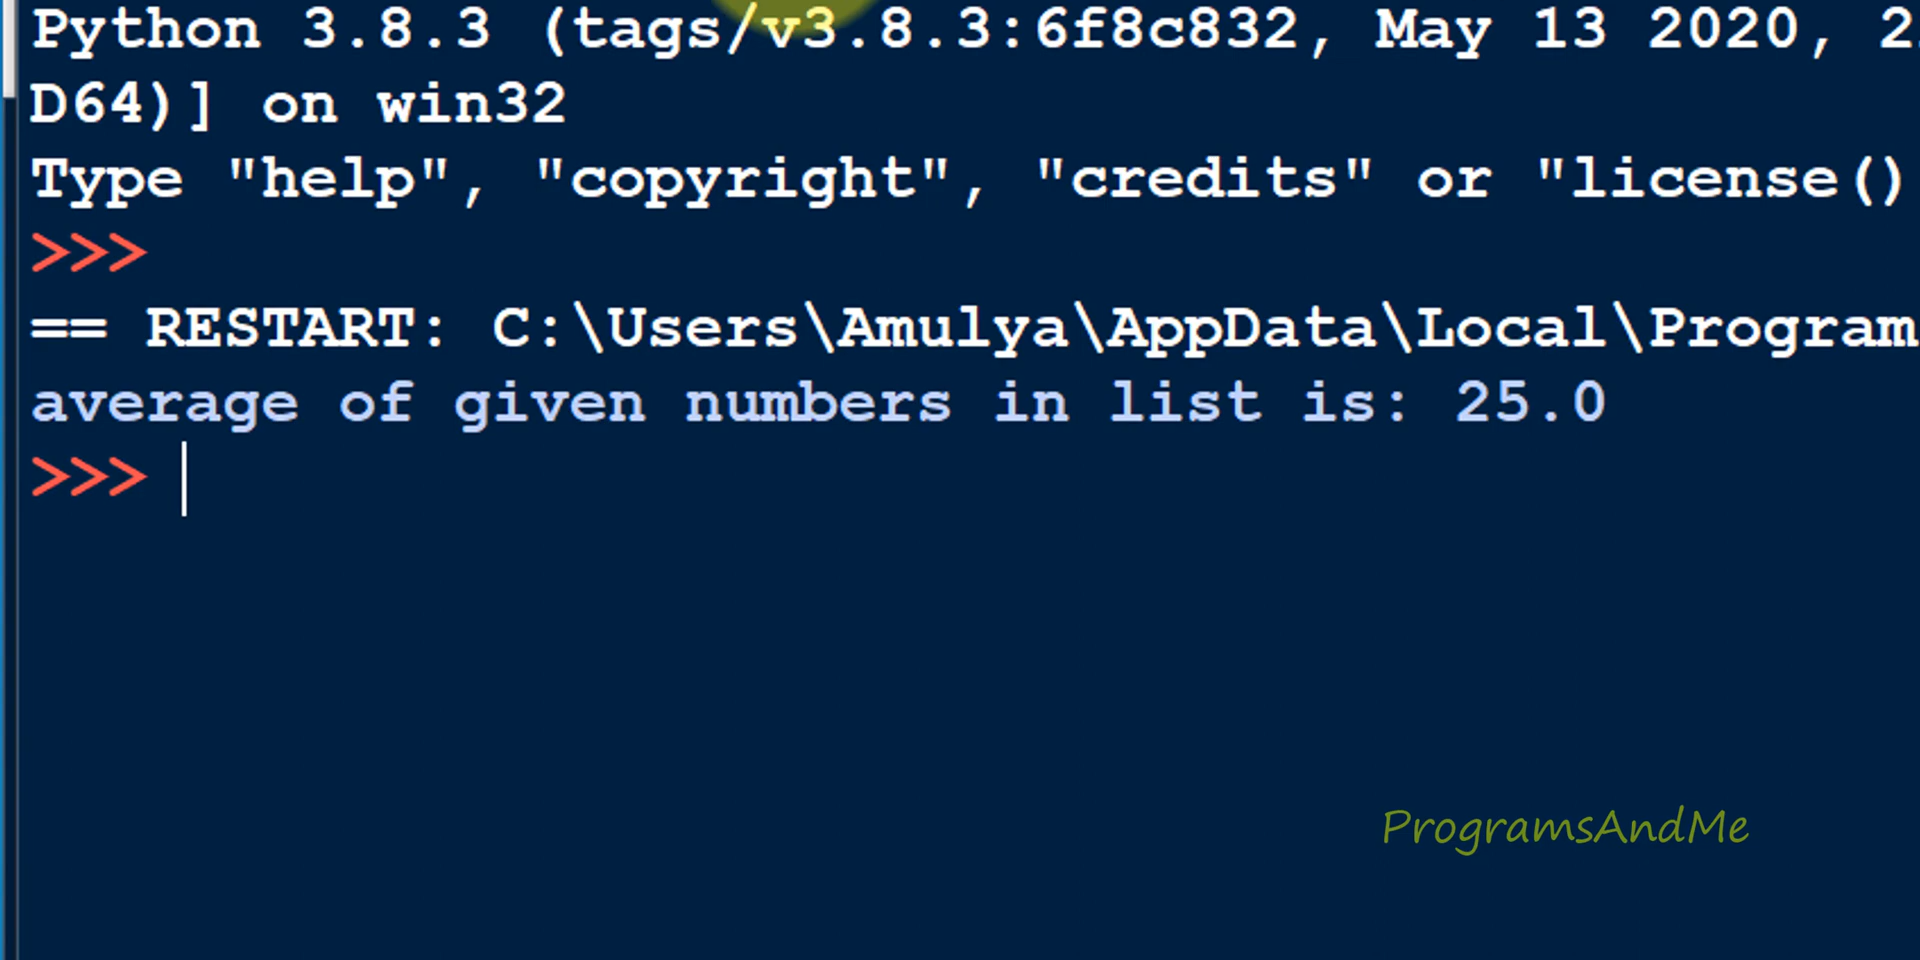 Python 3.8.3 (tags/v3.8.3:6f8c832, May 13 2020, 2
D64)] on win32
Type "help", "copyright", "credits" or "license()
>>>
== RESTART: C:\Users\Amulya\AppData\Local\Program
average of given numbers in list is: 25.0
>>>
ProgramsAndMe